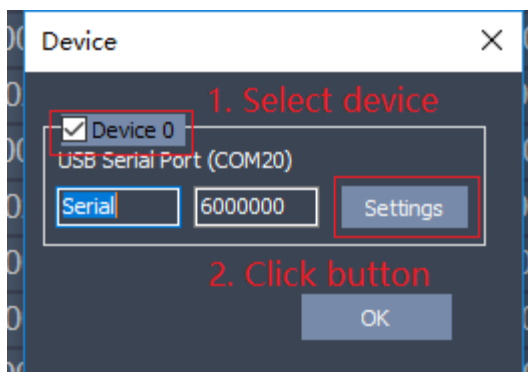 Device
1. Select device
Device 0
USB Serial Port (COM20)
Serial
6000000
Settings
2. Click button
OK